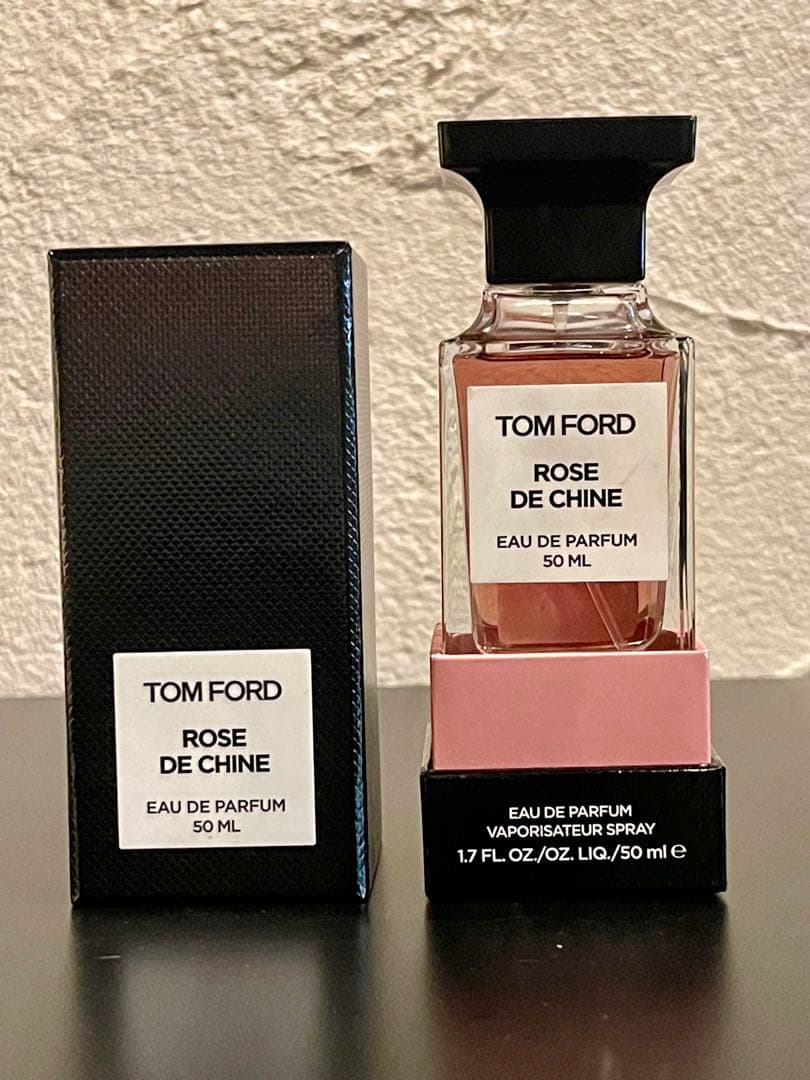 TOM FORD
ROSE
DE CHINE
EAU DE PARFUM
50 ML
TOM FORD
ROSE
DE CHINE
EAU DE PARFUM
50 ML
EAU DE PARFUM
VAPORISATEUR SPRAY
1.7 FL. OZ./OZ. LIQ./50 ml ℮